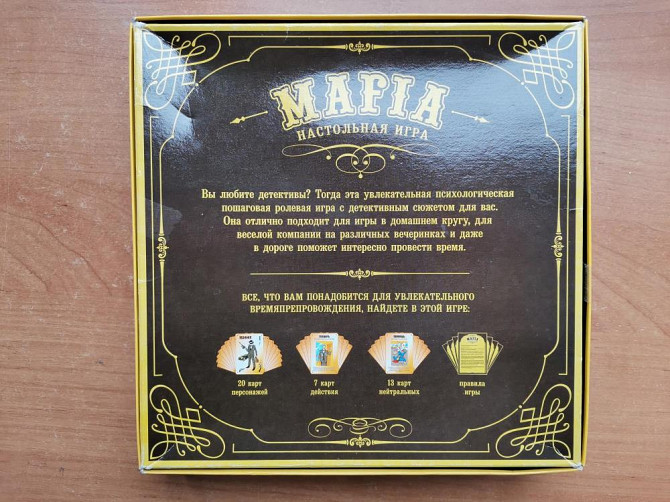 MAFIA
НАСТОЛЬНАЯ ИГРА
Вы любите детективы? Тогда эта увлекательная психологическая
пошаговая ролевая игра с детективным сюжетом для вас.
Она отлично подходит для игры в домашнем кругу, для
веселой компании на различных вечеринках и даже
в дороге поможет интересно провести время.
ВСЕ, ЧТО ВАМ ПОНАДОБИТСЯ ДЛЯ УВЛЕКАТЕЛЬНОГО
ВРЕМЯПРЕПРОВОЖДЕНИЯ, НАЙДЕТЕ В ЭТОЙ ИГРЕ:
20 карт
персонажей
7 карт
действия
13 карт
нейтральных
правила
игры